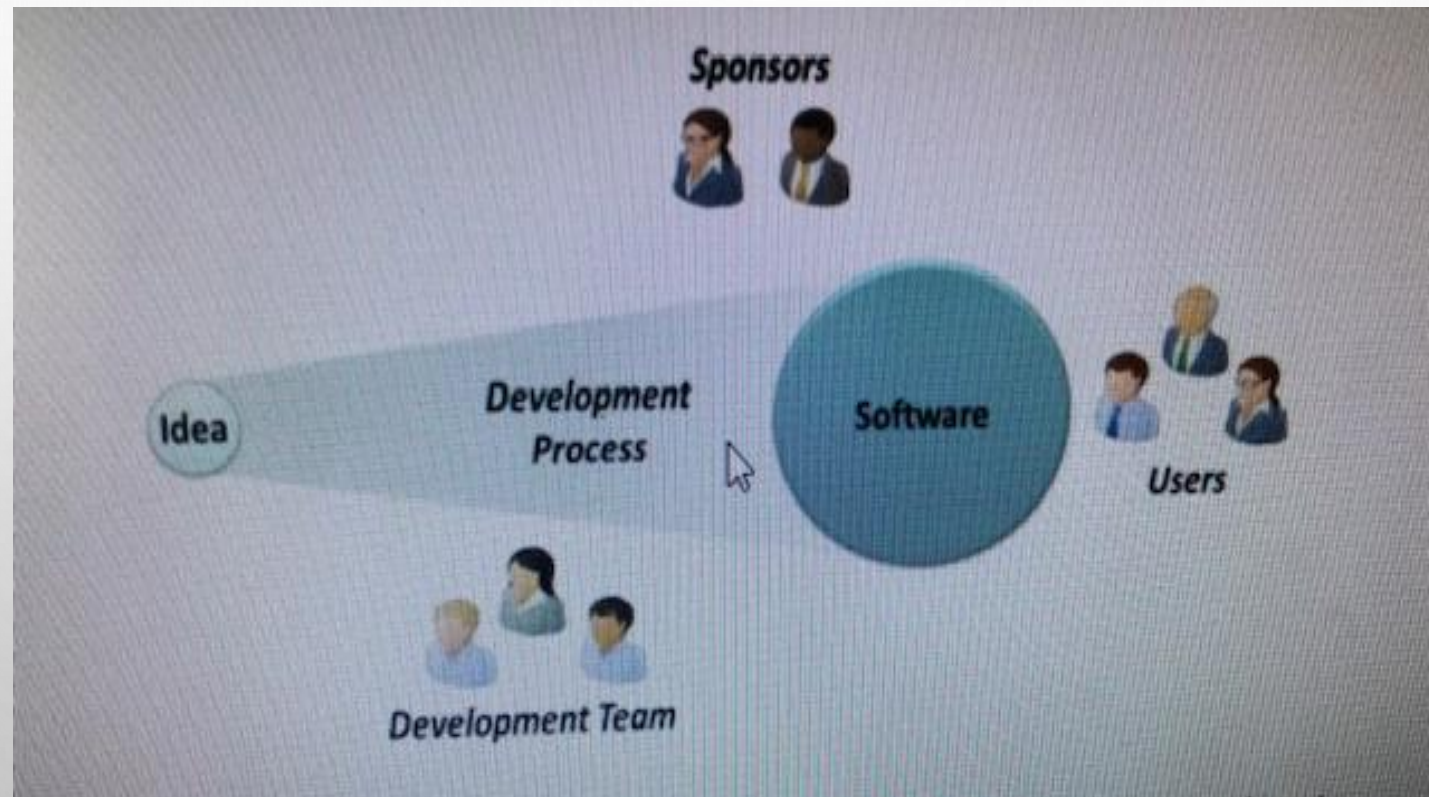 Sponsors
Idea
Development
Process
Software
Users
Development Team